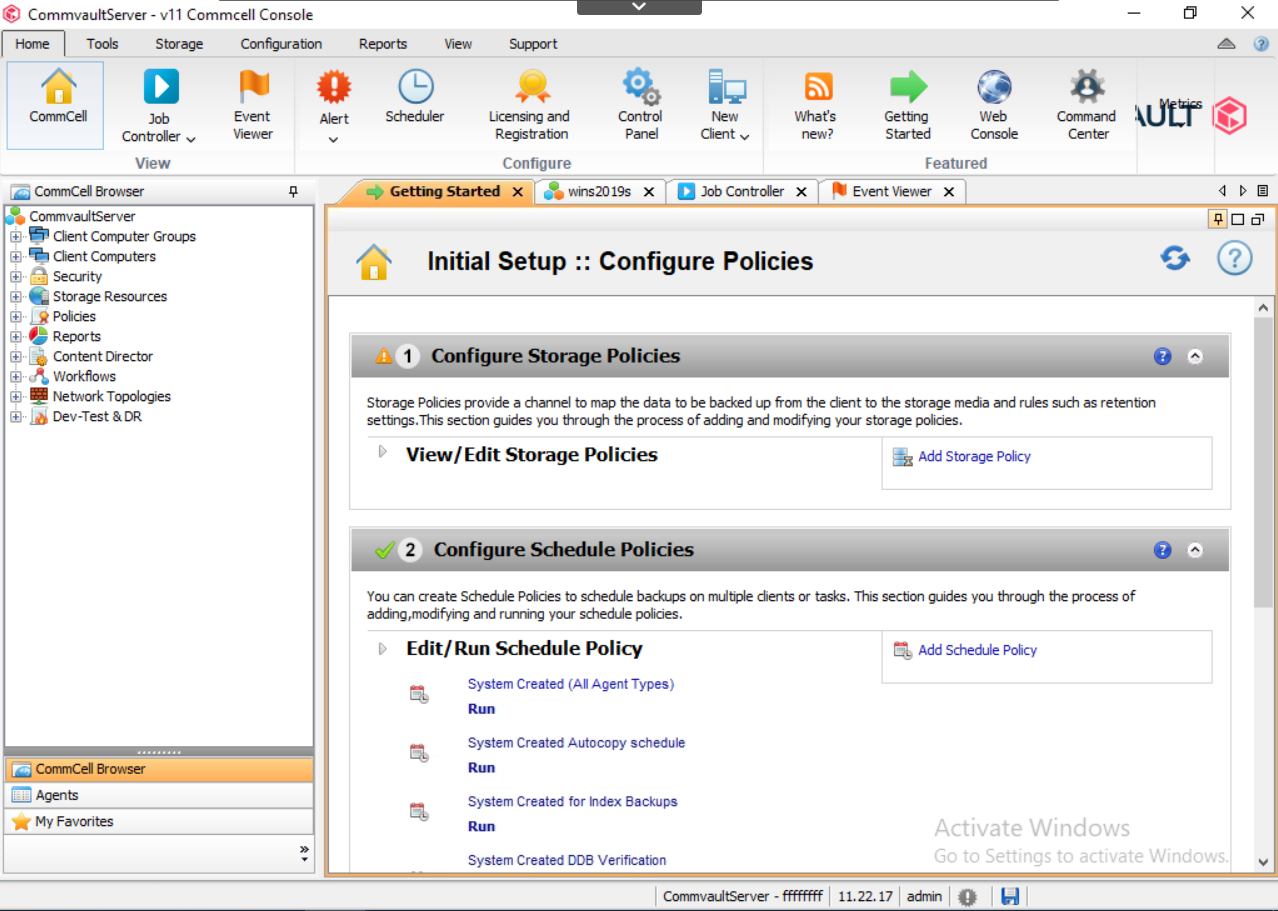 CommvaultServer - v11 Commcell Console
Home Tools Storage Configuration Reports View Support
CommCell
Job Controller
Event Viewer
View
Alert
Scheduler
Licensing and Registration
Control Panel
New Client
Configure
What's new?
Getting Started
Web Console
Command Center
Featured
Metrics
AULT
CommCell Browser
CommvaultServer
Client Computer Groups
Client Computers
Security
Storage Resources
Policies
Reports
Content Director
Workflows
Network Topologies
Dev-Test & DR
CommCell Browser
Agents
My Favorites
Getting Started wins2019s Job Controller Event Viewer
Initial Setup :: Configure Policies
1 Configure Storage Policies
Storage Policies provide a channel to map the data to be backed up from the client to the storage media and rules such as retention
settings.This section guides you through the process of adding and modifying your storage policies.
View/Edit Storage Policies
Add Storage Policy
2 Configure Schedule Policies
You can create Schedule Policies to schedule backups on multiple clients or tasks. This section guides you through the process of
adding,modifying and running your schedule policies.
Edit/Run Schedule Policy
Add Schedule Policy
System Created (All Agent Types)
Run
System Created Autocopy schedule
Run
System Created for Index Backups
Run
System Created DDB Verification
Activate Windows
Go to Settings to activate Windows.
CommvaultServer - ffffffff 11.22.17 admin